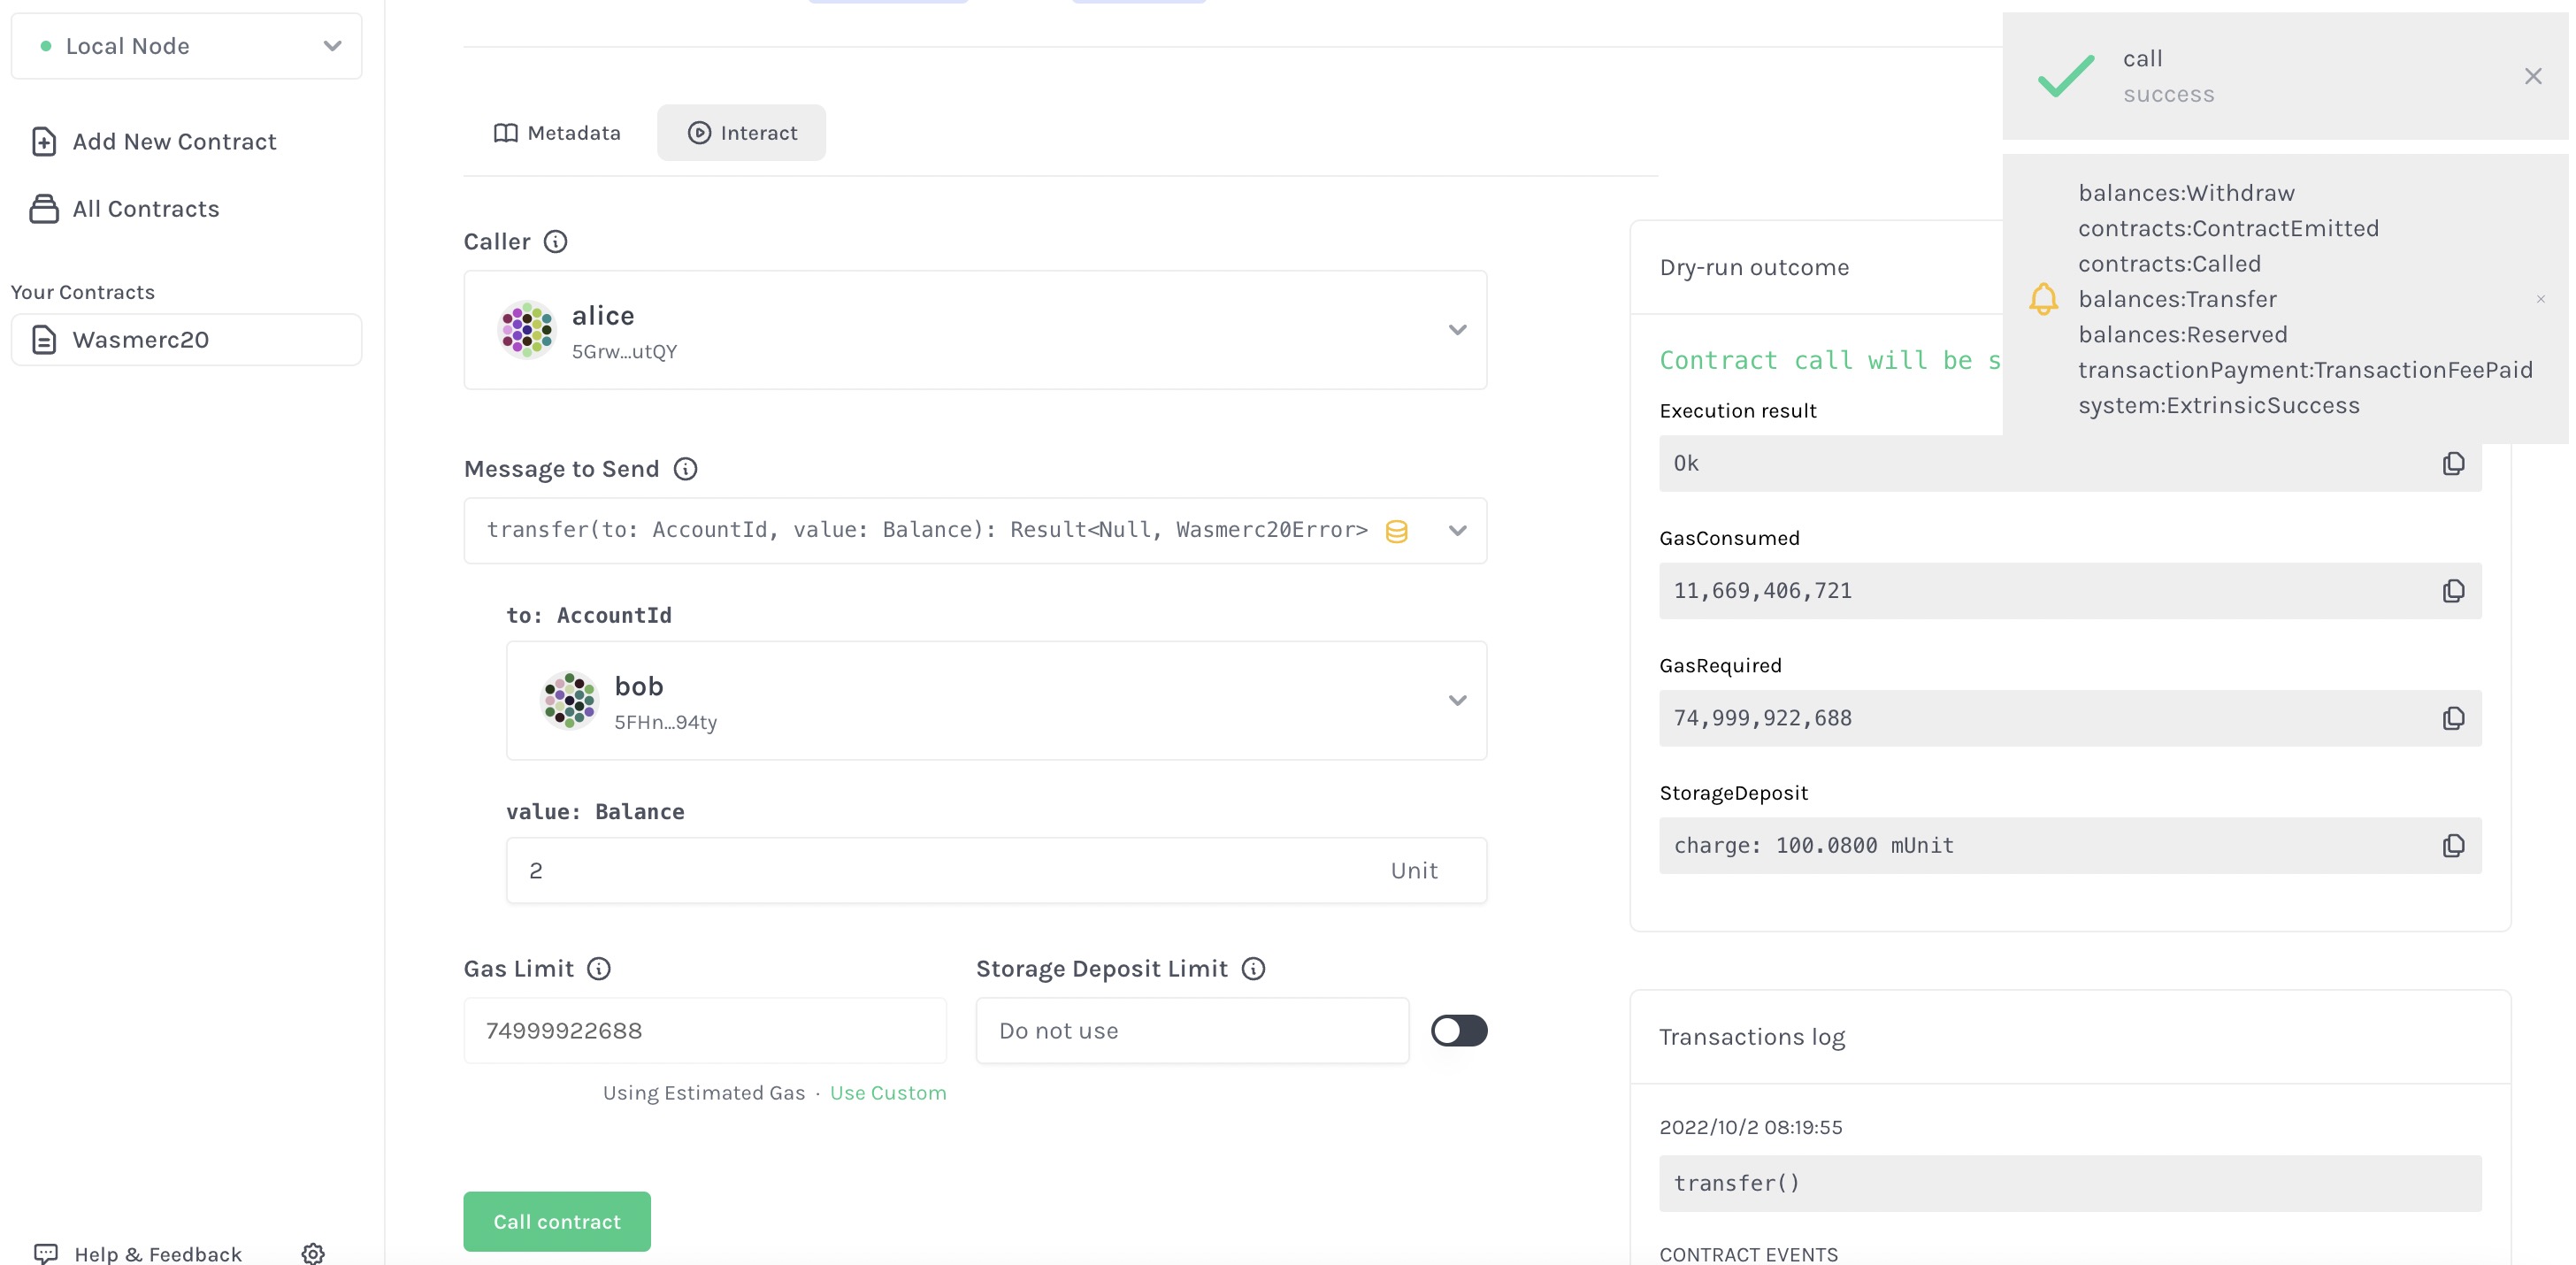 Local Node
Add New Contract
All Contracts
Your Contracts
Wasmerc20
Help & Feedback
Metadata
Interact
Caller
alice
5Grw...utQY
Message to Send
transfer(to: AccountId, value: Balance): Result<Null, Wasmerc20Error>
to: AccountId
bob
5FHn...94ty
value: Balance
2 Unit
Gas Limit
74999922688
Using Estimated Gas · Use Custom
Storage Deposit Limit
Do not use
Call contract
Dry-run outcome
Contract call will be s
Execution result
Ok
GasConsumed
11,669,406,721
GasRequired
74,999,922,688
StorageDeposit
charge: 100.0800 mUnit
Transactions log
2022/10/2 08:19:55
transfer()
CONTRACT EVENTS
call
success
balances:Withdraw
contracts:ContractEmitted
contracts:Called
balances:Transfer
balances:Reserved
transactionPayment:TransactionFeePaid
system:ExtrinsicSuccess